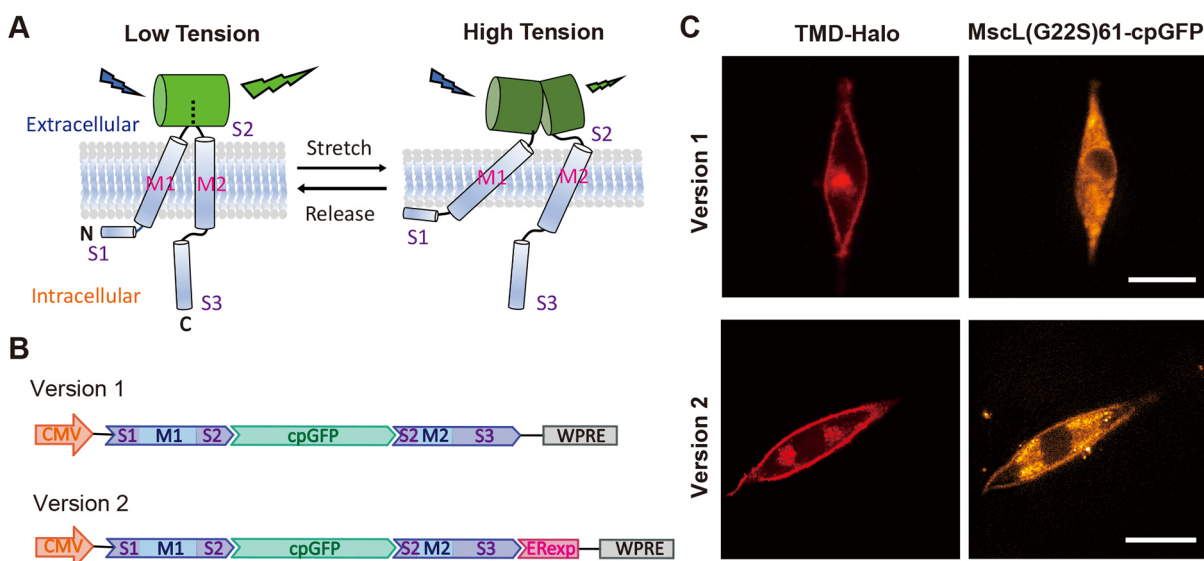 A
Low Tension
High Tension
Extracellular
S2
S2
M1
M2
M1
M2
Stretch
Release
N
S1
S1
Intracellular
S3
S3
C
B
Version 1
CMV
S1
M1
S2
cpGFP
S2
M2
S3
WPRE
Version 2
CMV
S1
M1
S2
cpGFP
S2
M2
S3
ERexp
WPRE
C
TMD-Halo
MscL(G22S)61-cpGFP
Version 1
Version 2